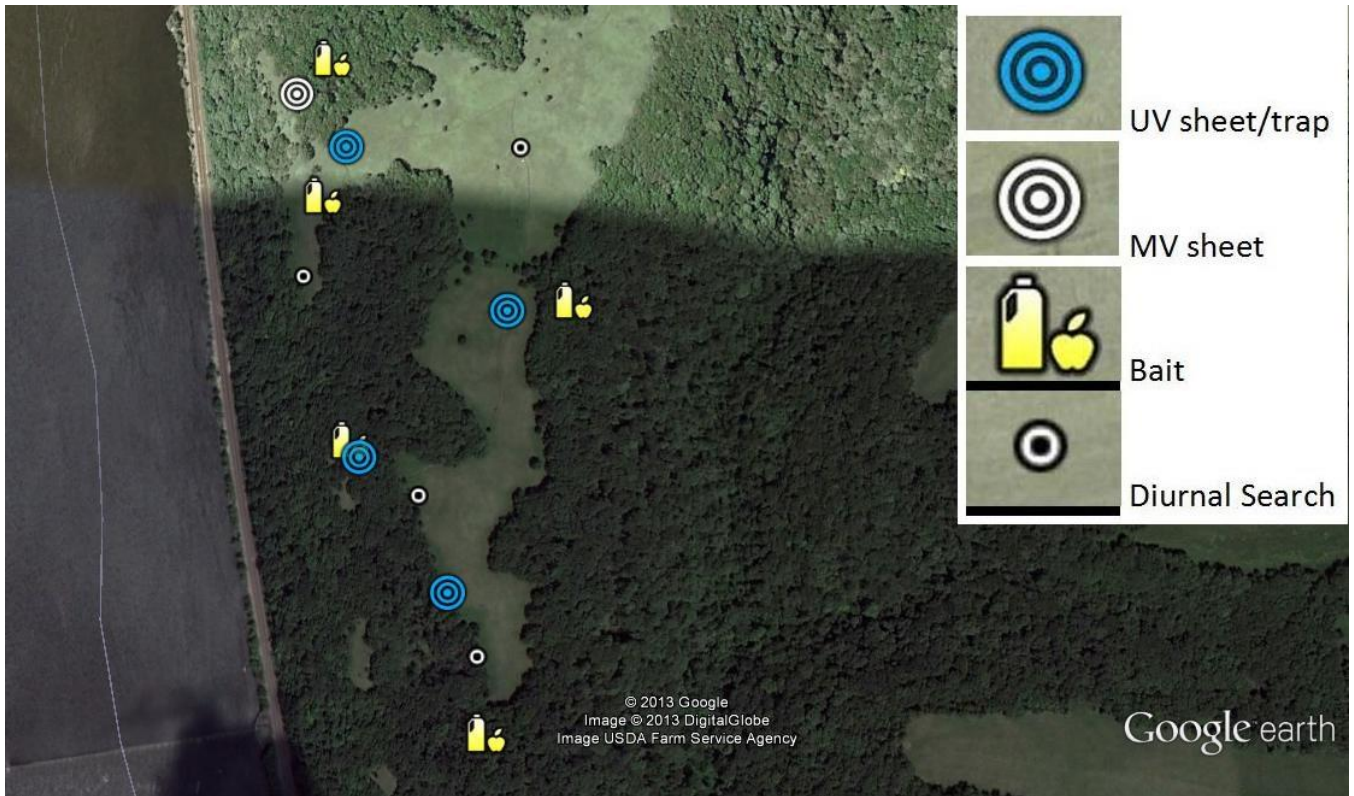 UV sheet/trap
MV sheet
Bait
Diurnal Search
© 2013 Google
Image © 2013 DigitalGlobe
Image USDA Farm Service Agency
Google earth